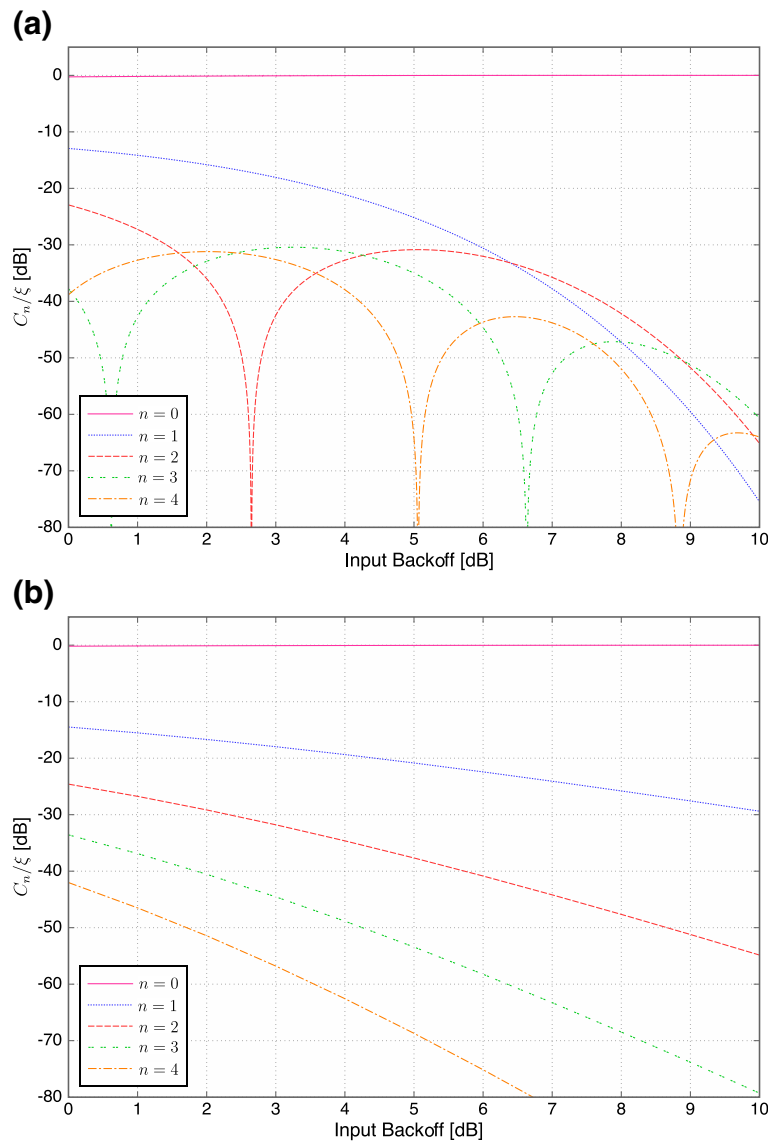 (a)
0
-10
-20
-30
-40
-50
-60
-70
-80
C_n/ξ [dB]
n = 0
n = 1
n = 2
n = 3
n = 4
0 1 2 3 4 5 6 7 8 9 10
Input Backoff [dB]
(b)
0
-10
-20
-30
-40
-50
-60
-70
-80
C_n/ξ [dB]
n = 0
n = 1
n = 2
n = 3
n = 4
0 1 2 3 4 5 6 7 8 9 10
Input Backoff [dB]